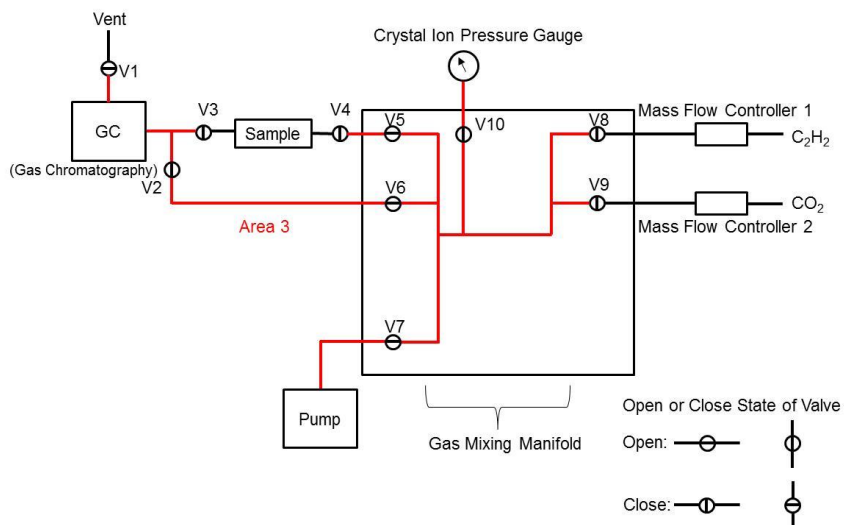 Vent
V1
GC
(Gas Chromatography)
V2
V3
Sample
V4
Area 3
Crystal Ion Pressure Gauge
V5
V10
V8
V6
V9
V7
Mass Flow Controller 1
C₂H₂
CO₂
Mass Flow Controller 2
Pump
Gas Mixing Manifold
Open or Close State of Valve
Open:
Close: